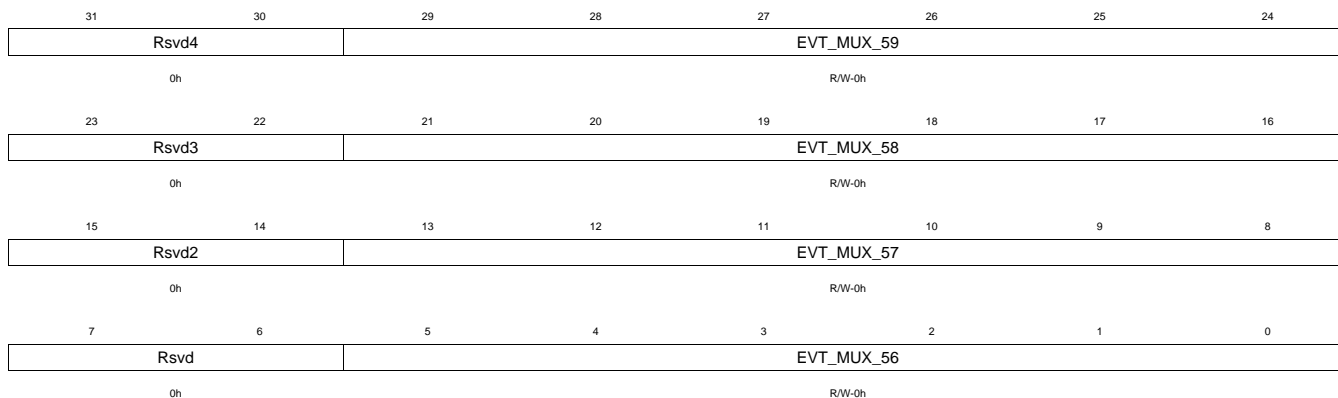 31 30 29 28 27 26 25 24
Rsvd4 EVT_MUX_59
0h R/W-0h
23 22 21 20 19 18 17 16
Rsvd3 EVT_MUX_58
0h R/W-0h
15 14 13 12 11 10 9 8
Rsvd2 EVT_MUX_57
0h R/W-0h
7 6 5 4 3 2 1 0
Rsvd EVT_MUX_56
0h R/W-0h